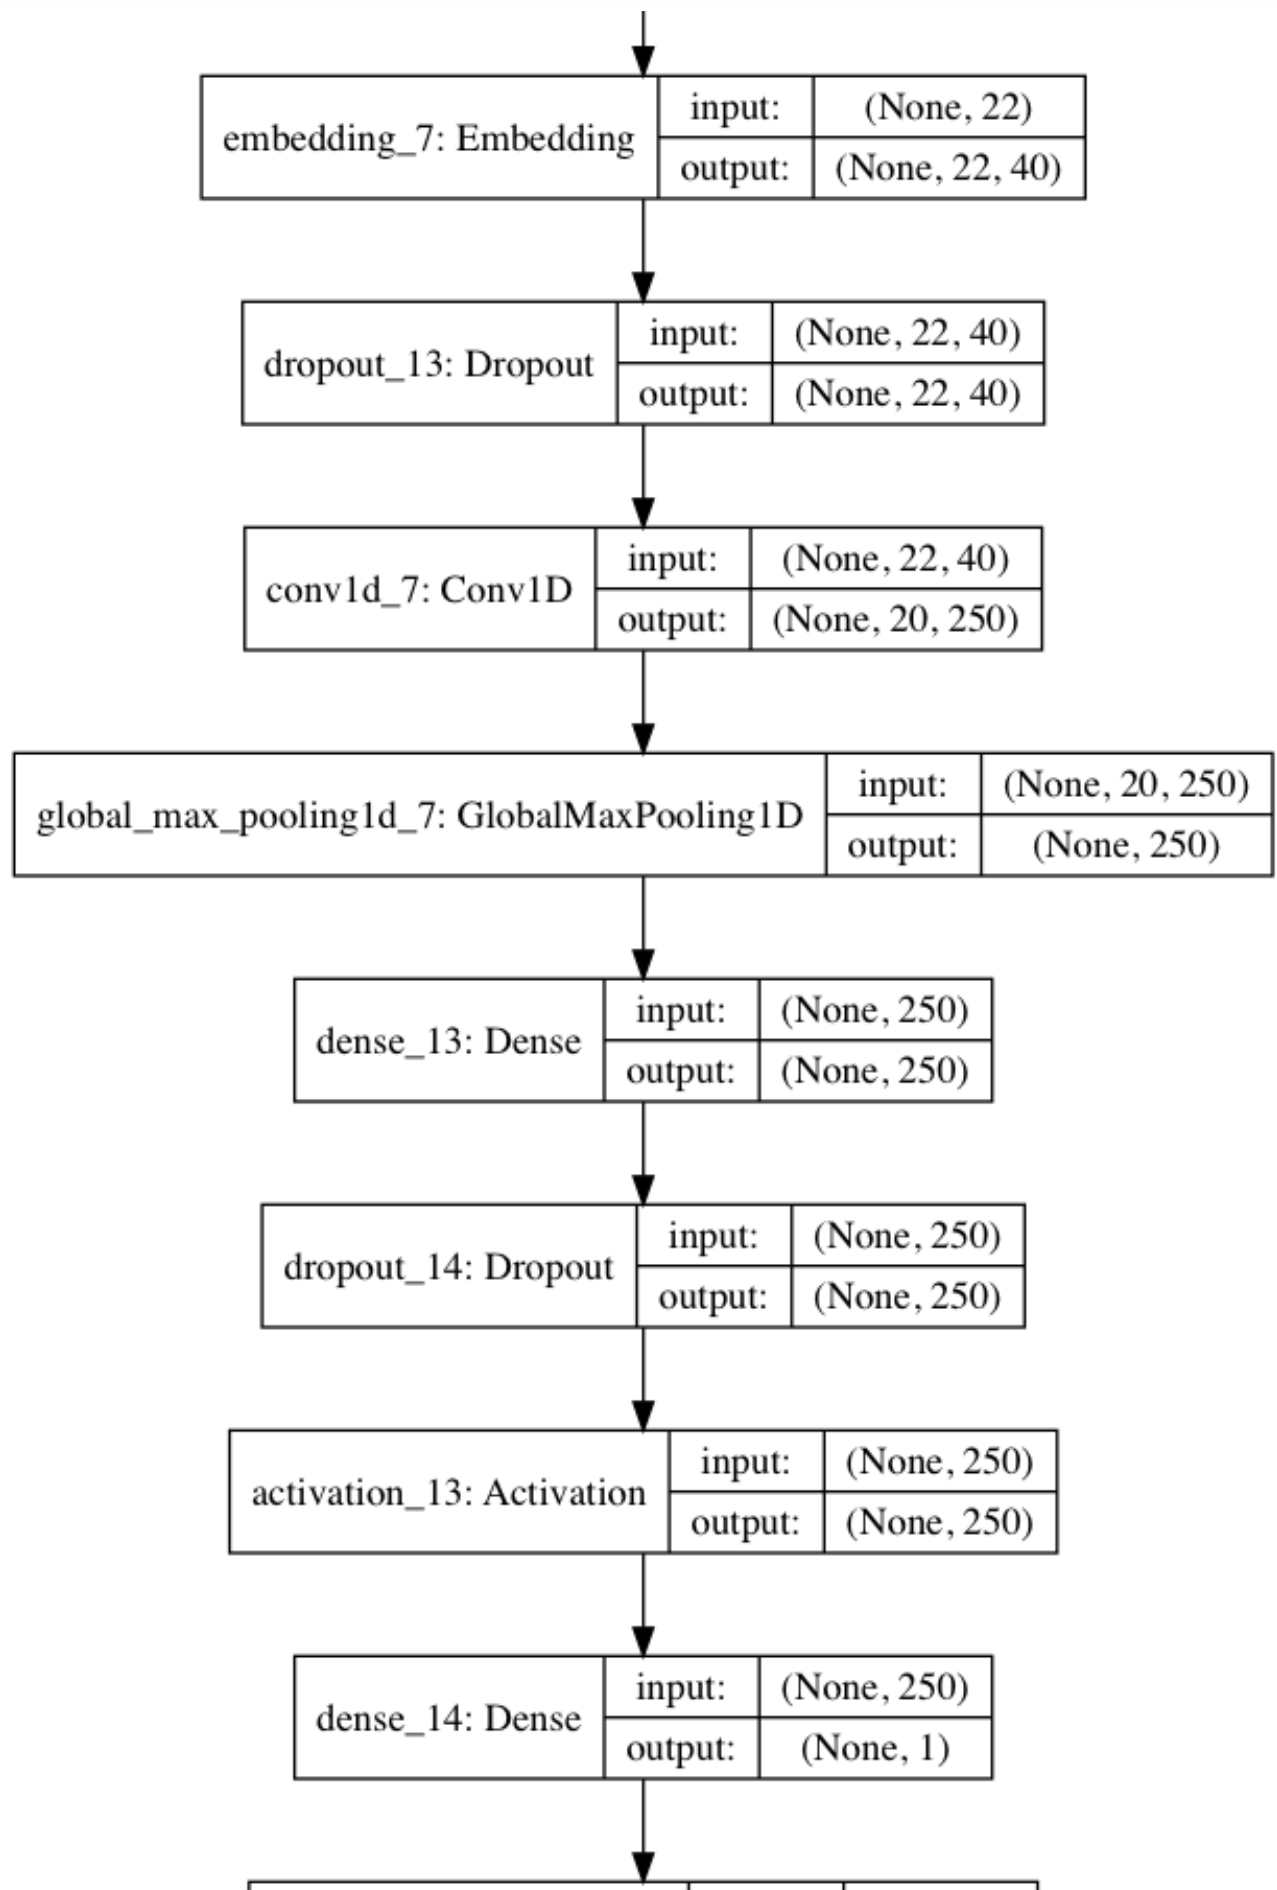 embedding_7: Embedding
input: (None, 22)
output: (None, 22, 40)
dropout_13: Dropout
input: (None, 22, 40)
output: (None, 22, 40)
conv1d_7: Conv1D
input: (None, 22, 40)
output: (None, 20, 250)
global_max_pooling1d_7: GlobalMaxPooling1D
input: (None, 20, 250)
output: (None, 250)
dense_13: Dense
input: (None, 250)
output: (None, 250)
dropout_14: Dropout
input: (None, 250)
output: (None, 250)
activation_13: Activation
input: (None, 250)
output: (None, 250)
dense_14: Dense
input: (None, 250)
output: (None, 1)